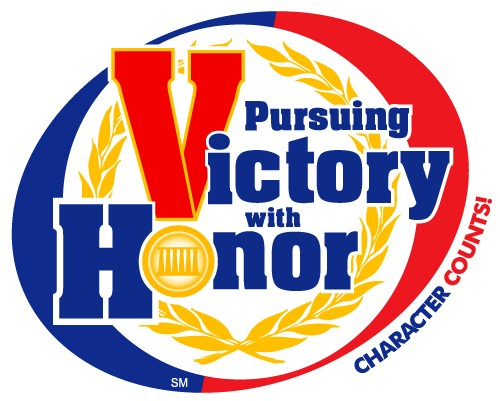 Pursuing
Victory
with
Honor
CHARACTER COUNTS!
SM